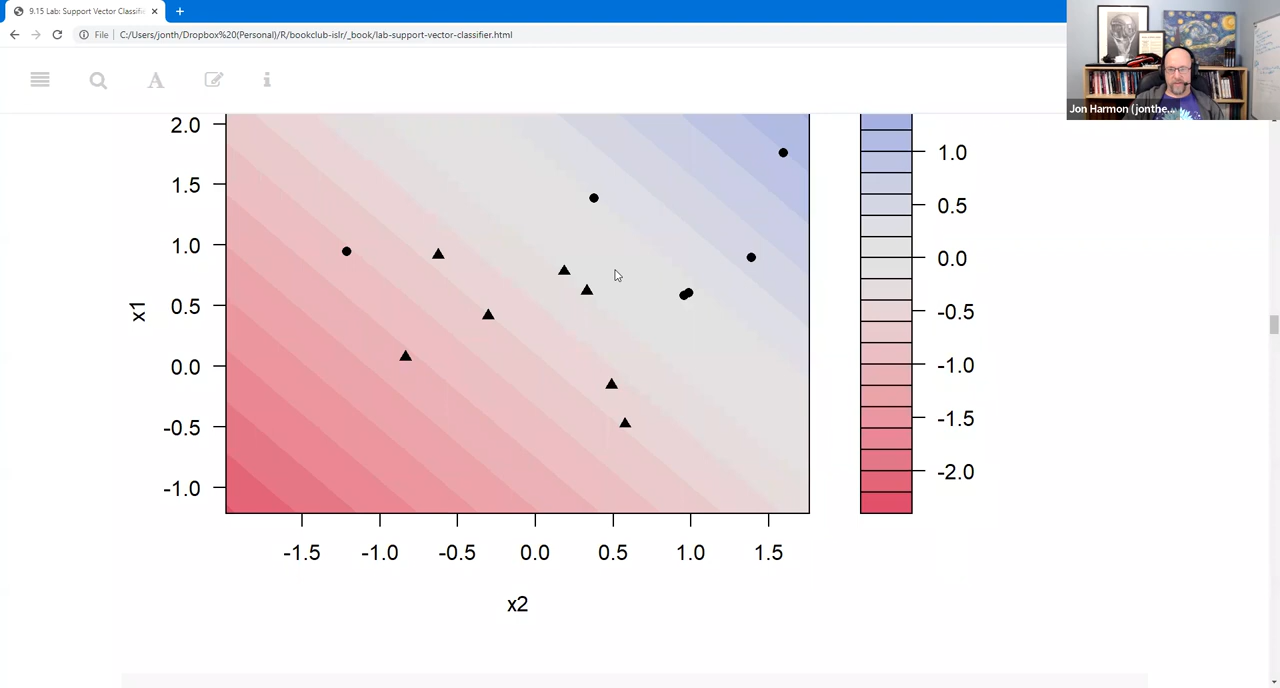 9.15 Lab: Support Vector Classifi
File
C:/Users/jonth/Dropbox%20(Personal)/R/bookclub-islr/_book/lab-support-vector-classifier.html
Jon Harmon (jonthe...
2.0
1.5
1.0
0.5
0.0
-0.5
-1.0
x1
-1.5 -1.0 -0.5 0.0 0.5 1.0 1.5
x2
1.0
0.5
0.0
-0.5
-1.0
-1.5
-2.0